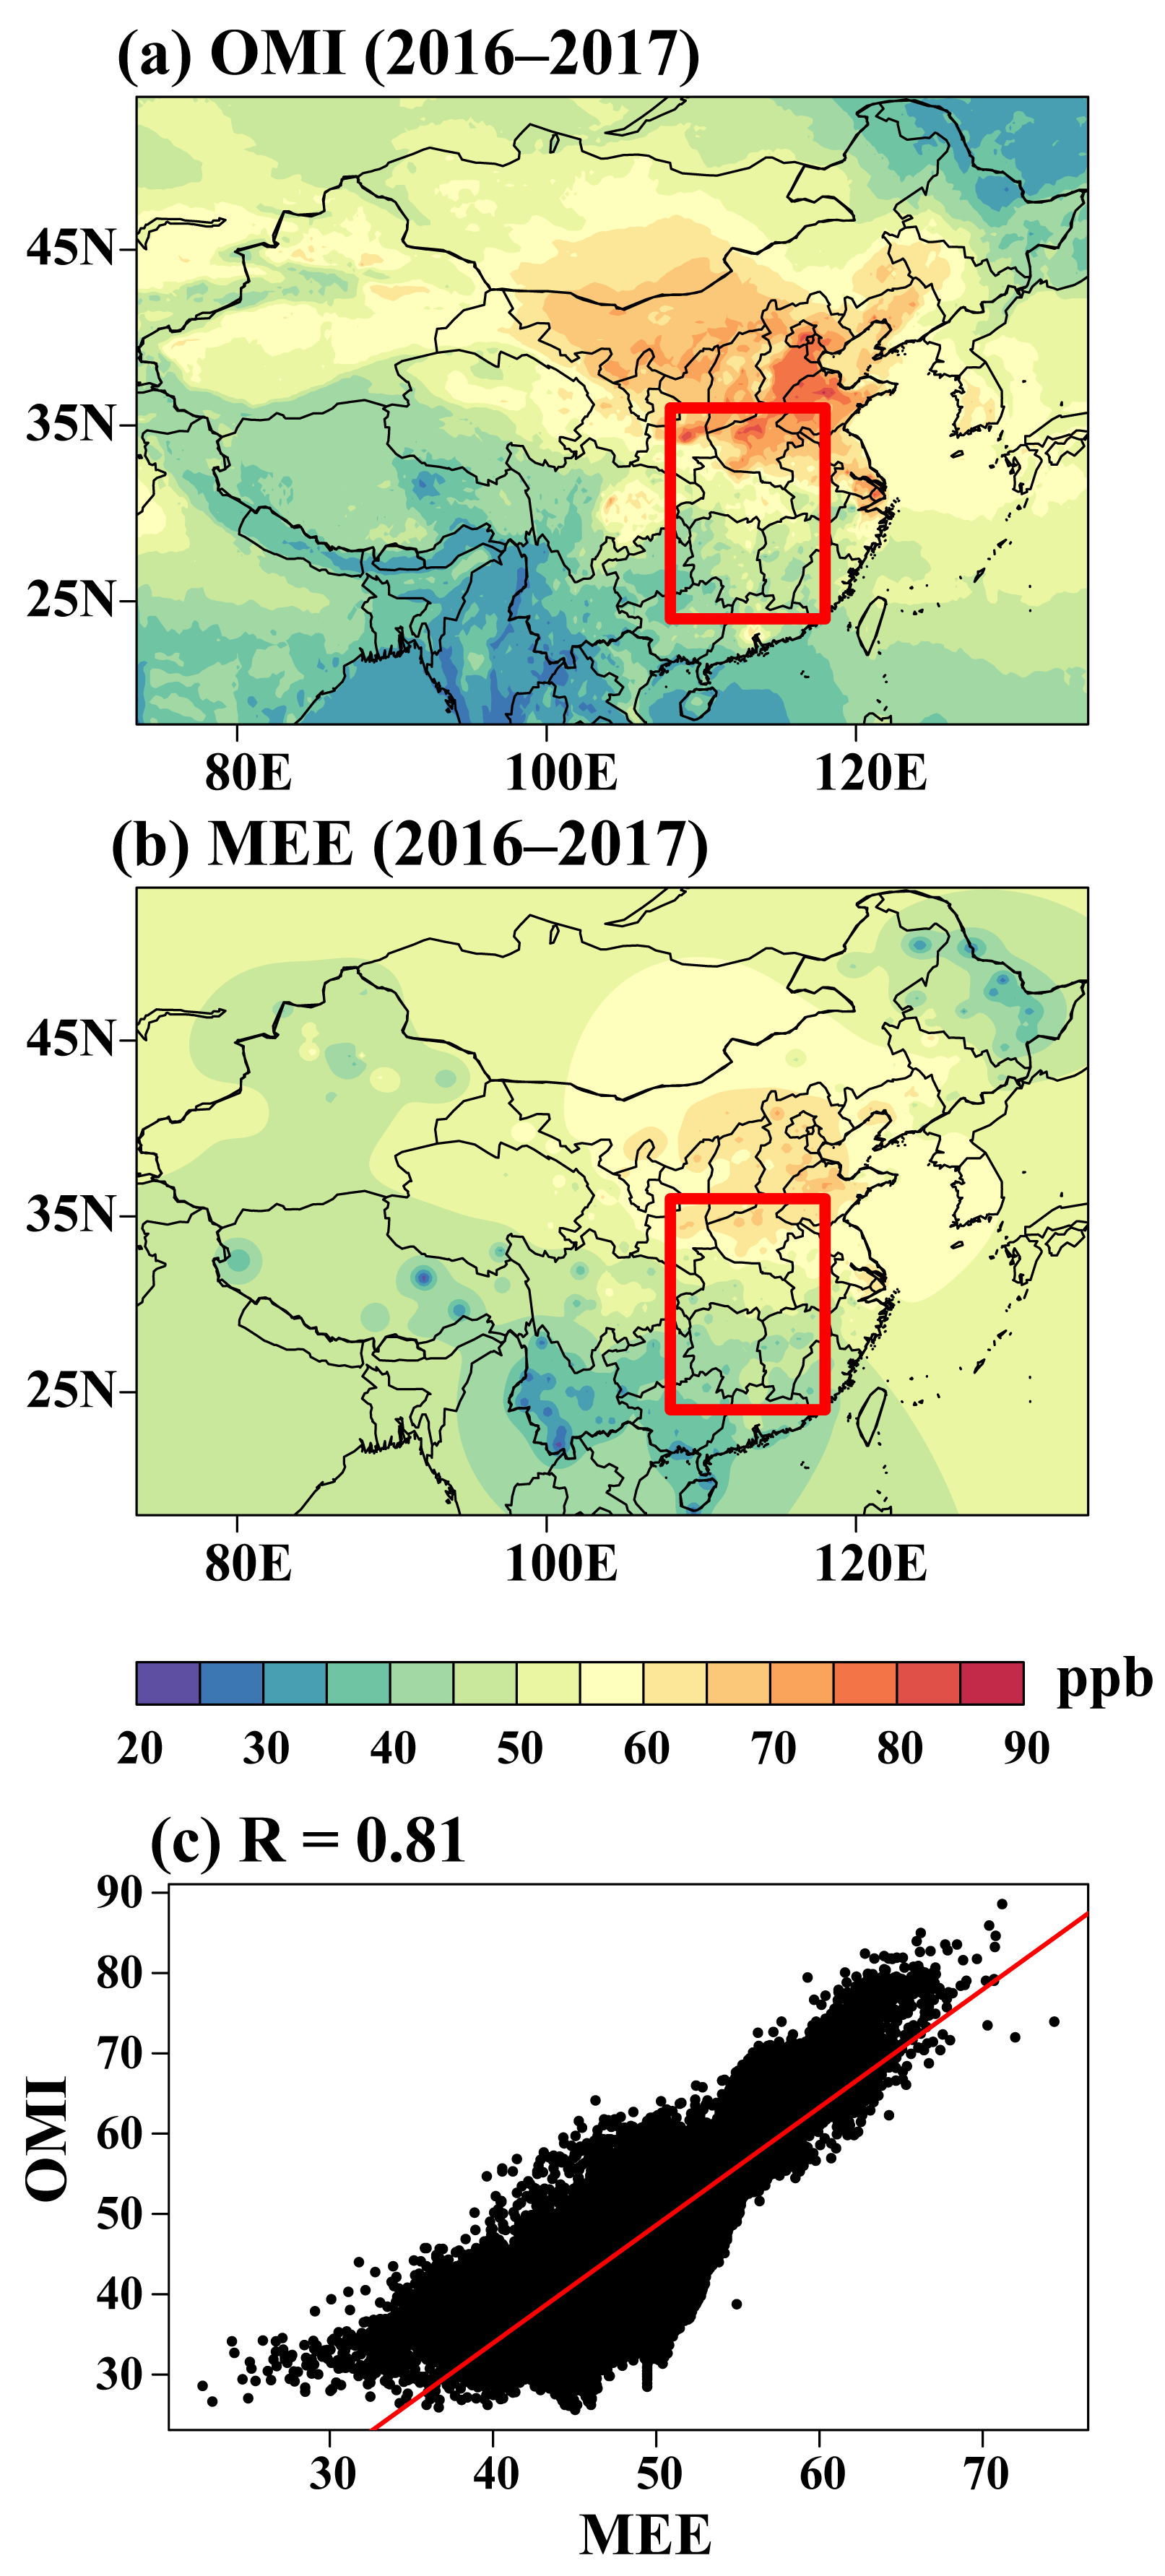 (a) OMI (2016–2017)
45N
35N
25N
80E 100E 120E
(b) MEE (2016–2017)
45N
35N
25N
80E 100E 120E
ppb
20 30 40 50 60 70 80 90
(c) R = 0.81
90
80
70
60
50
40
30
OMI
30 40 50 60 70
MEE